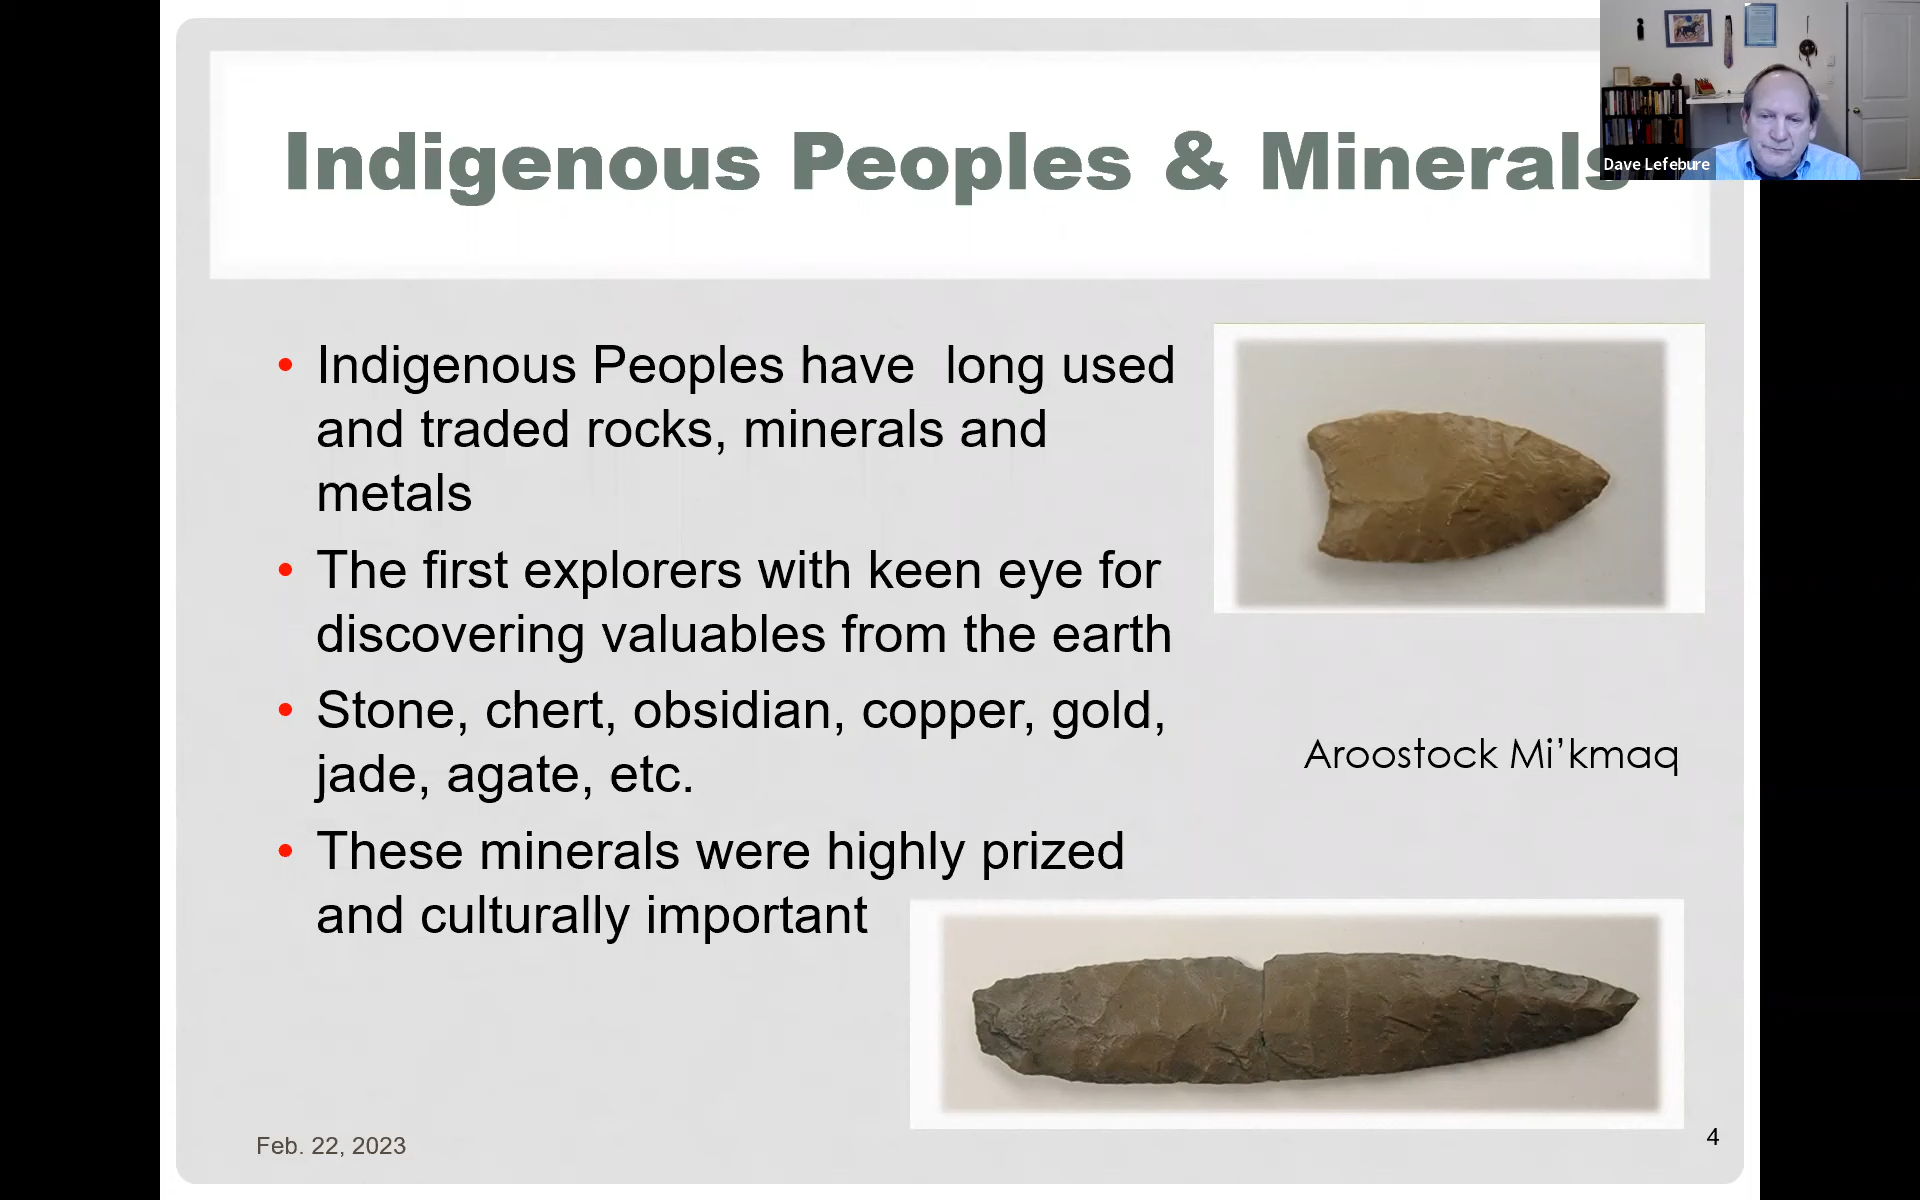 Indigenous Peoples & Minerals
Dave Lefebure
• Indigenous Peoples have long used
and traded rocks, minerals and
metals
• The first explorers with keen eye for
discovering valuables from the earth
• Stone, chert, obsidian, copper, gold,
jade, agate, etc.
• These minerals were highly prized
and culturally important
Aroostock Mi’kmaq
Feb. 22, 2023
4